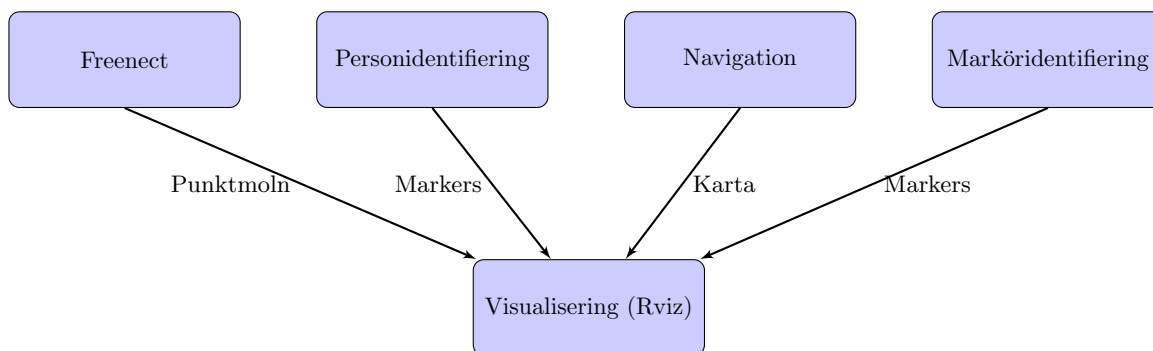 Freenect
Personidentifiering
Navigation
Marköridentifiering
Punktmoln
Markers
Karta
Markers
Visualisering (Rviz)